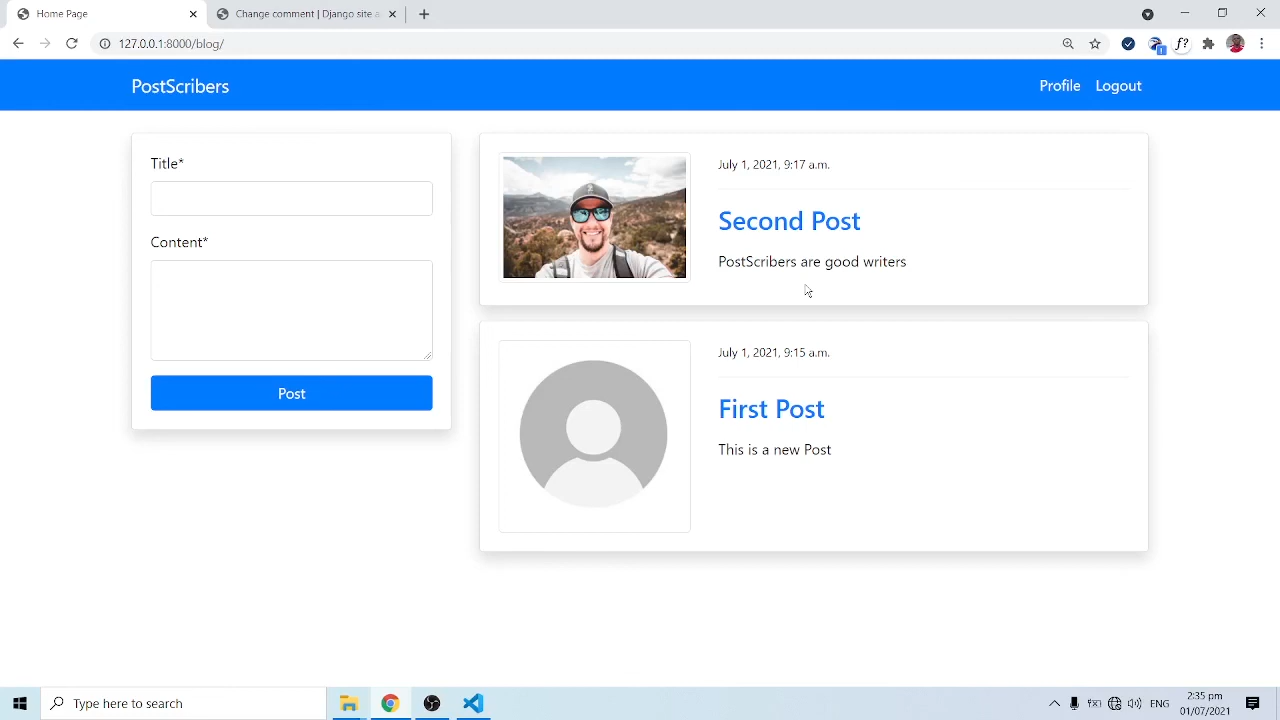 Home Page
Change comment | Django site a
127.0.0.1:8000/blog/
PostScribers
Profile Logout
Title*
Content*
Post
July 1, 2021, 9:17 a.m.
Second Post
PostScribers are good writers
July 1, 2021, 9:15 a.m.
First Post
This is a new Post
Type here to search
ENG
2:35 pm
01/07/2021